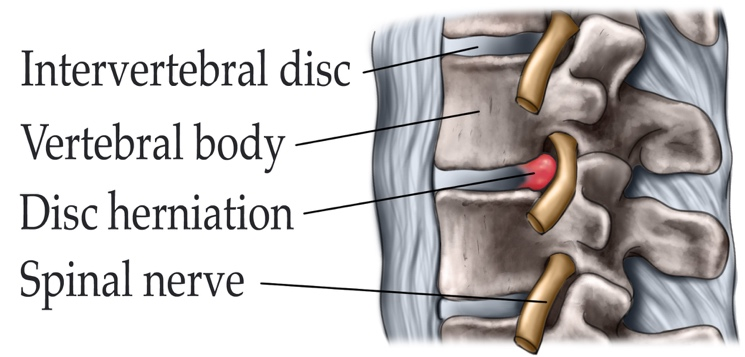 Intervertebral disc
Vertebral body
Disc herniation
Spinal nerve